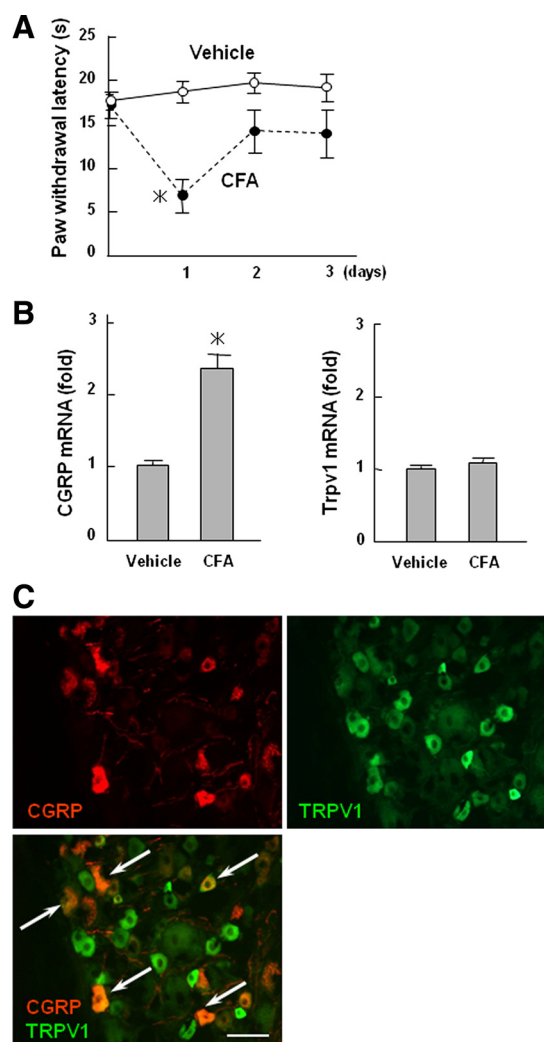 A
Paw withdrawal latency (s)
25
20
15
10
5
0
Vehicle
CFA
*
1 2 3 (days)
B
CGRP mRNA (fold)
3
2
1
0
*
Vehicle CFA
Trpv1 mRNA (fold)
3
2
1
0
Vehicle CFA
C
CGRP
TRPV1
CGRP
TRPV1